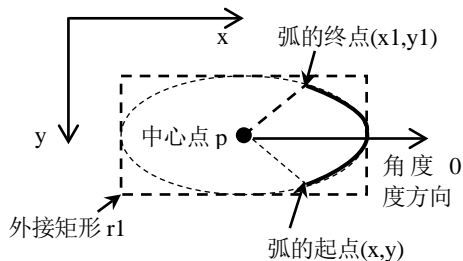 x
弧的终点(x1,y1)
y
中心点 p
角度 0
度方向
外接矩形 r1
弧的起点(x,y)